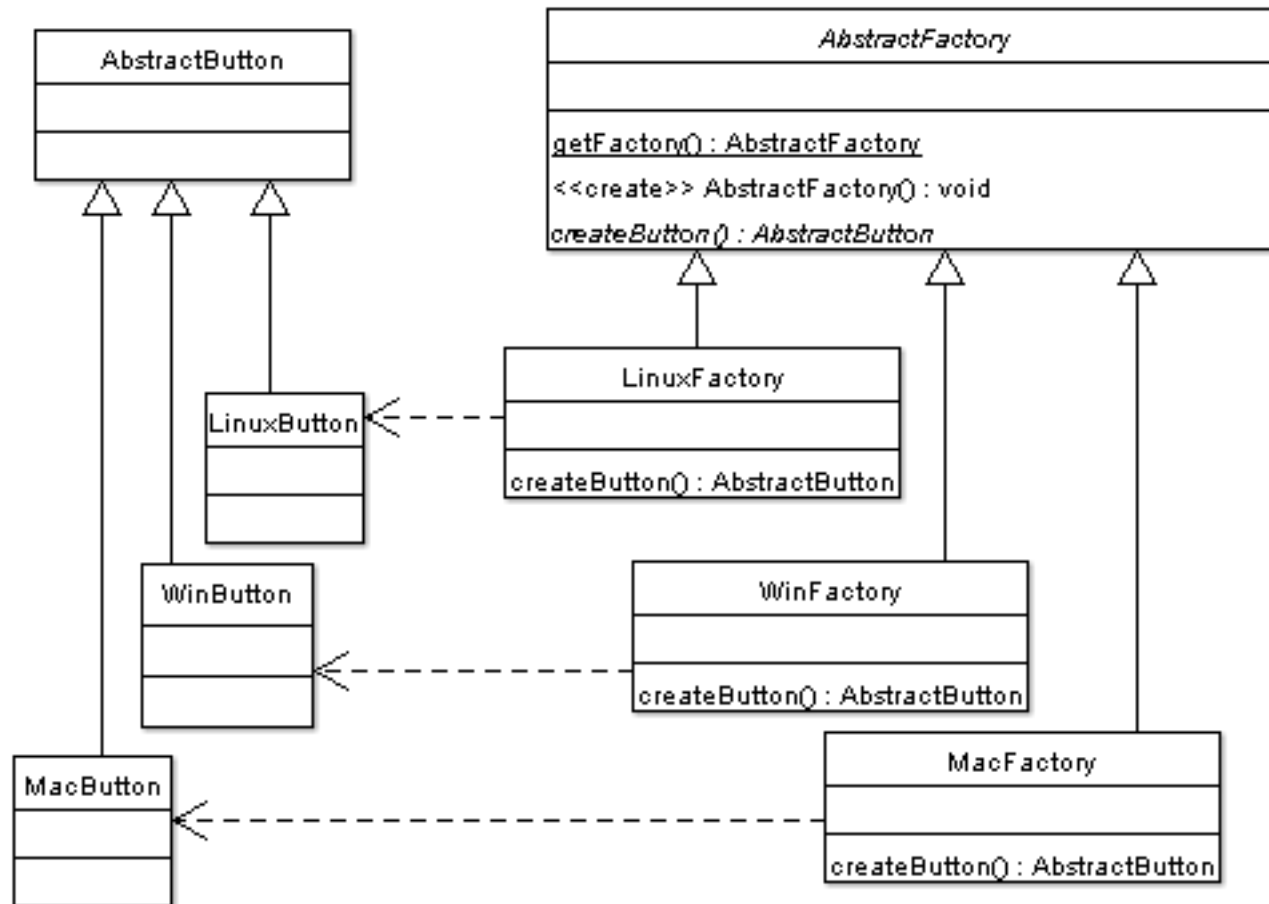 AbstractButton
AbstractFactory
getFactory() : AbstractFactory
<<create>> AbstractFactory() : void
createButton() : AbstractButton
LinuxFactory
createButton() : AbstractButton
LinuxButton
WinButton
WinFactory
createButton() : AbstractButton
MacButton
MacFactory
createButton() : AbstractButton